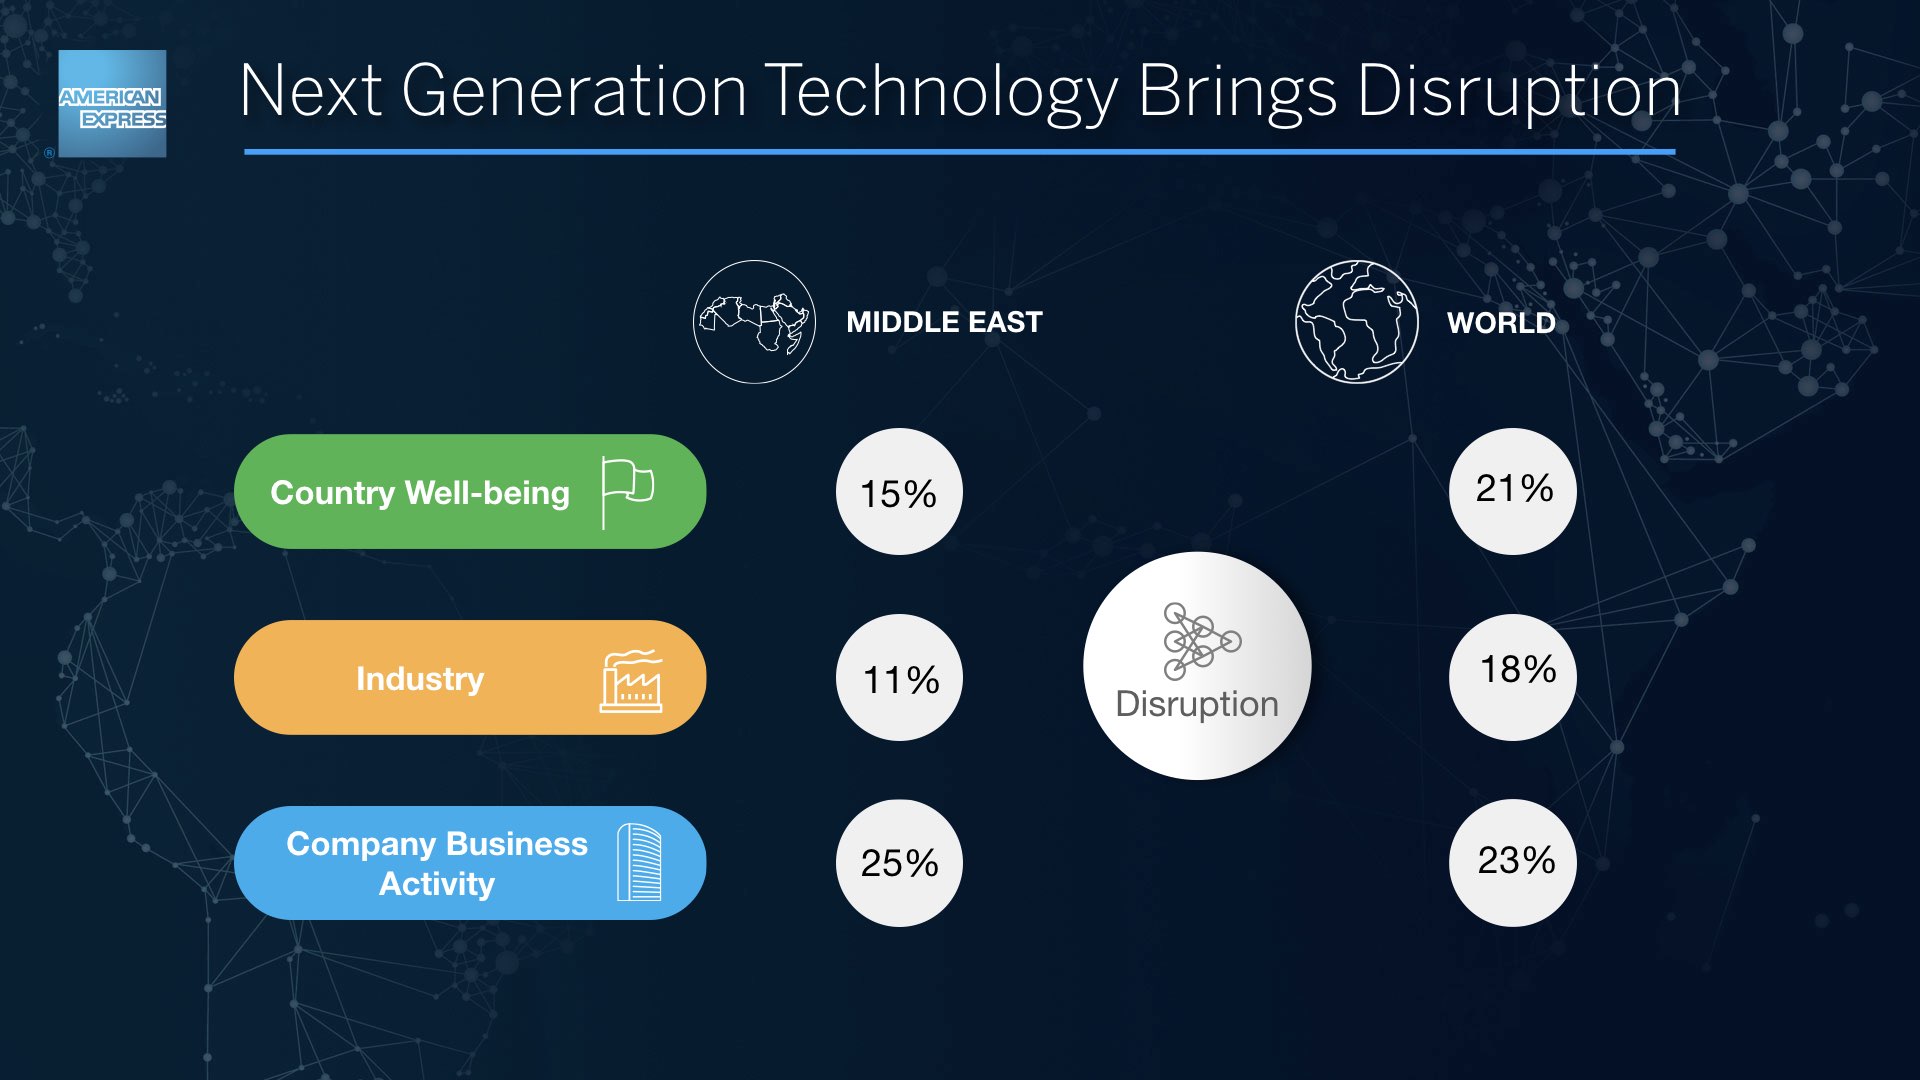 AMERICAN
EXPRESS
®
Next Generation Technology Brings Disruption
MIDDLE EAST
WORLD
Country Well-being
15%
21%
Industry
11%
Disruption
18%
Company Business
Activity
25%
23%